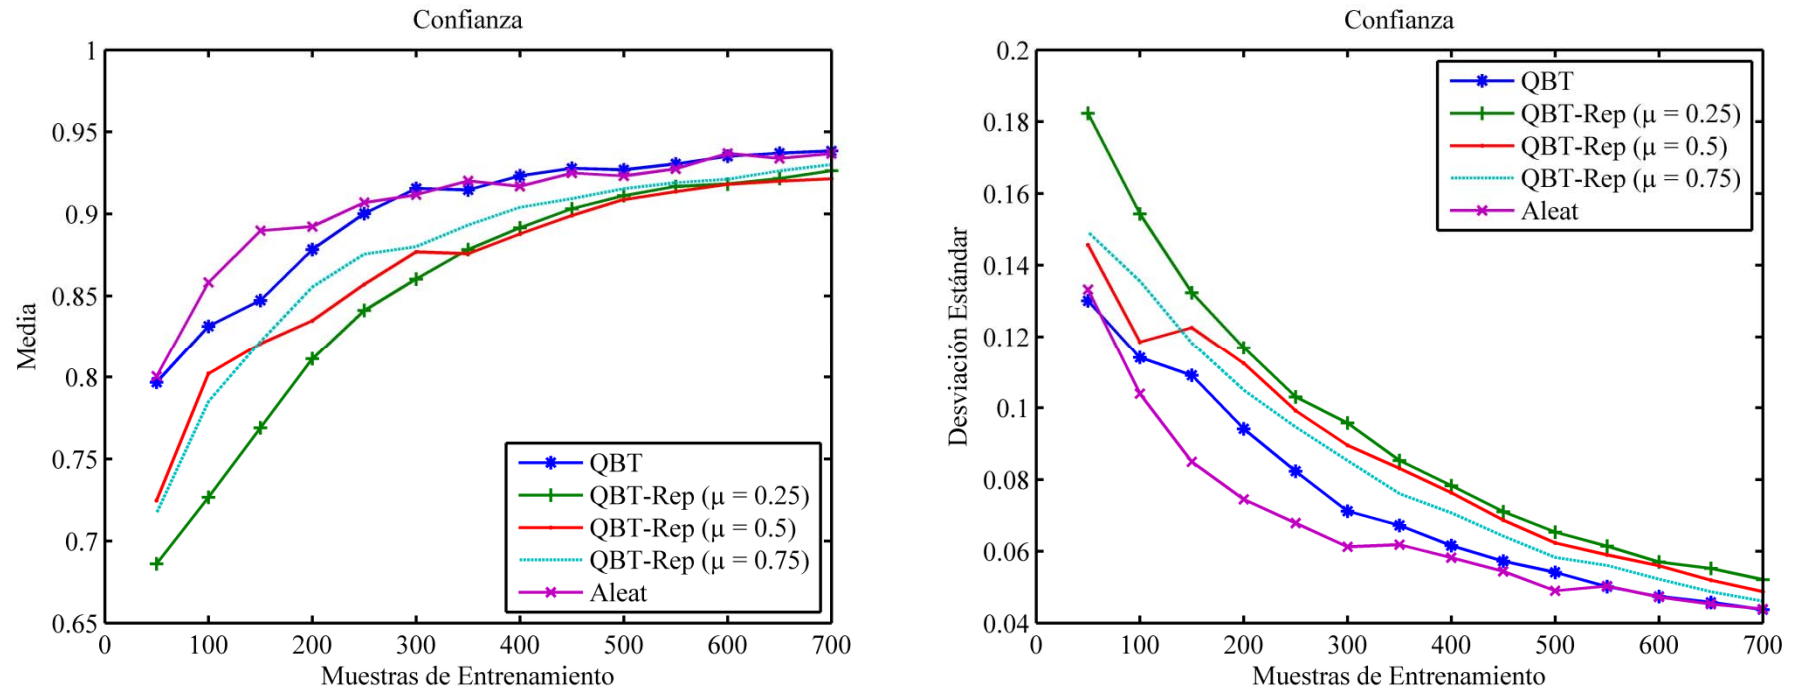 Confianza
1
0.95
0.9
0.85
0.8
0.75
0.7
0.65
Media
QBT
QBT-Rep (µ = 0.25)
QBT-Rep (µ = 0.5)
QBT-Rep (µ = 0.75)
Aleat
0 100 200 300 400 500 600 700
Muestras de Entrenamiento
Confianza
0.2
0.18
0.16
0.14
0.12
0.1
0.08
0.06
0.04
Desviación Estándar
QBT
QBT-Rep (µ = 0.25)
QBT-Rep (µ = 0.5)
QBT-Rep (µ = 0.75)
Aleat
0 100 200 300 400 500 600 700
Muestras de Entrenamiento